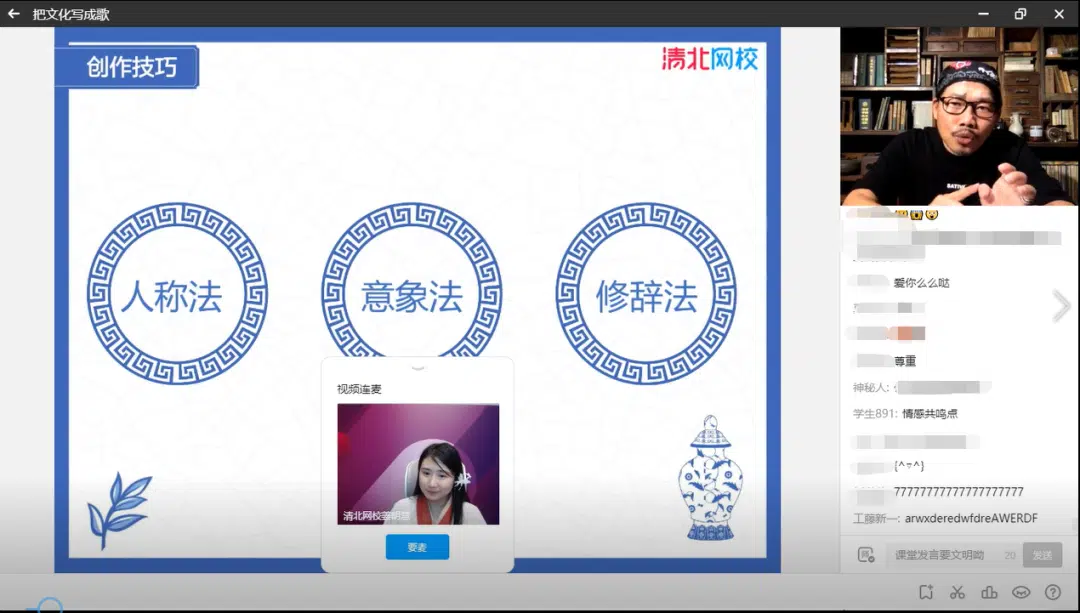 把文化写成歌
创作技巧
清北网校
人称法
意象法
修辞法
视频连麦
清北网校姜明
要麦
爱你么么哒
尊重
神秘人:
学生891: 情感共鸣点
{^~^}
77777777777777777777
工藤新一: arwxderedwfdreAWERDF
课堂发言要文明呦
20
发送